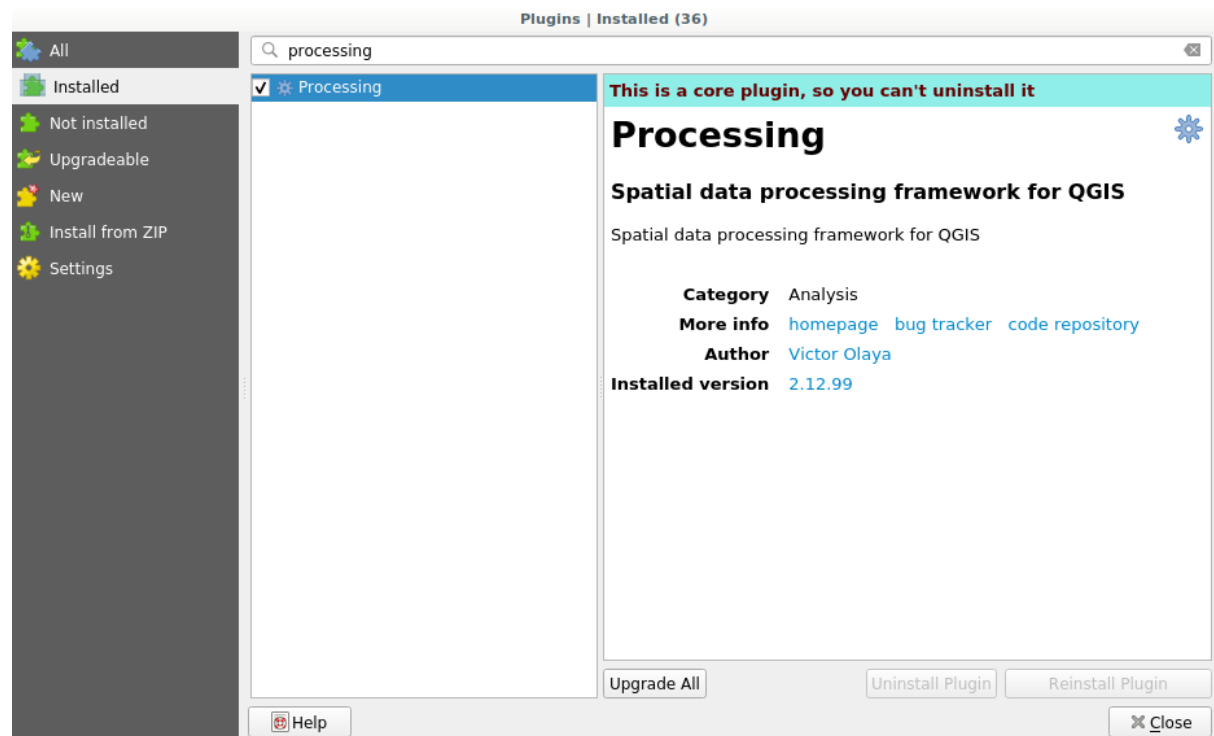 Plugins | Installed (36)
All
Installed
Not installed
Upgradeable
New
Install from ZIP
Settings
processing
Processing
This is a core plugin, so you can't uninstall it
Processing
Spatial data processing framework for QGIS
Spatial data processing framework for QGIS
Category Analysis
More info homepage bug tracker code repository
Author Victor Olaya
Installed version 2.12.99
Upgrade All Uninstall Plugin Reinstall Plugin
Help Close